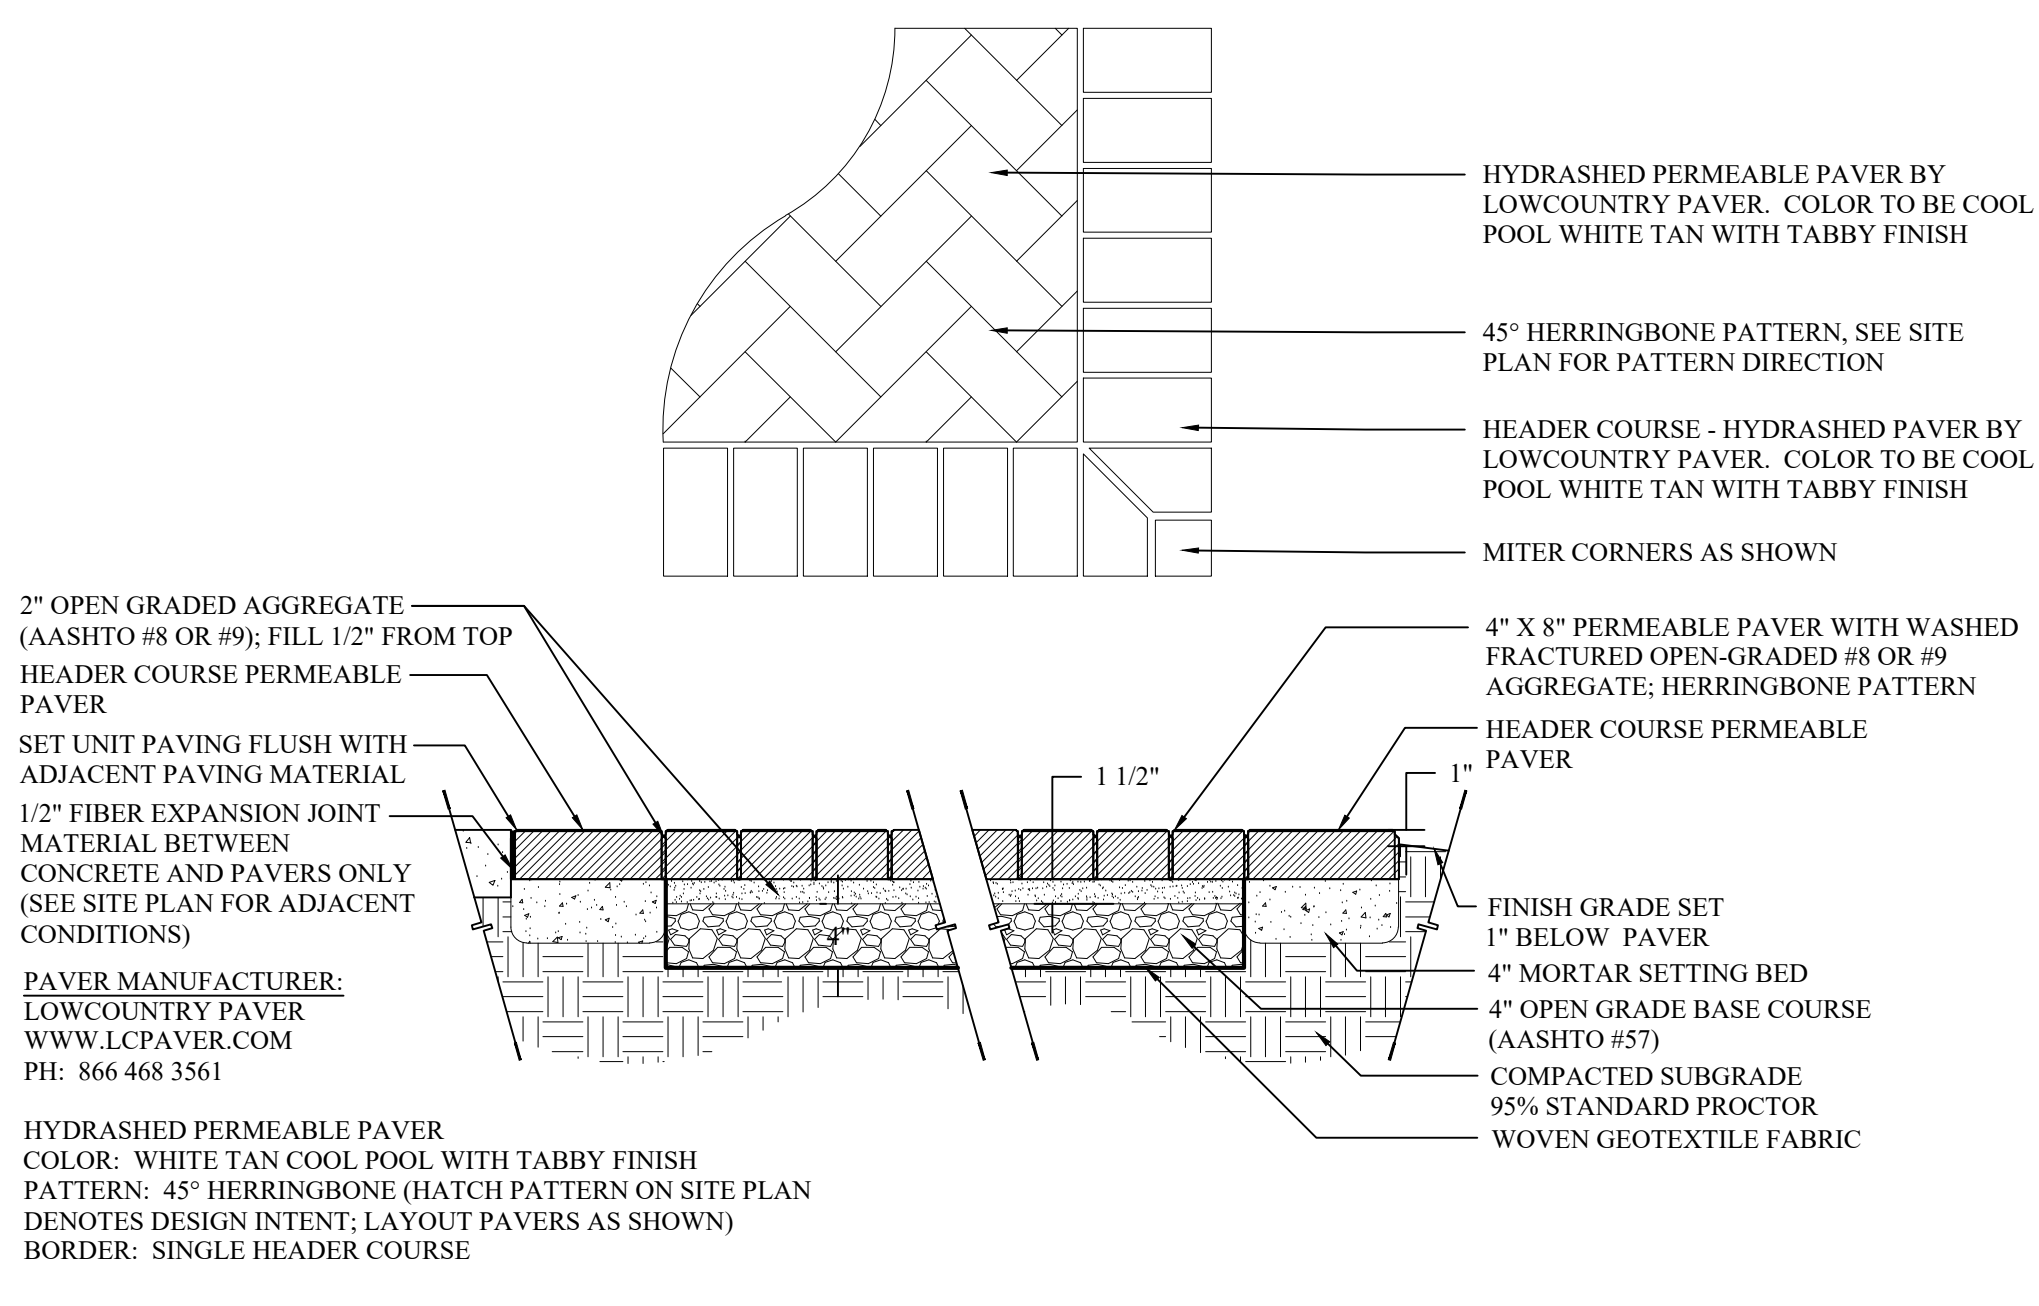 HYDRASHED PERMEABLE PAVER BY
LOWCOUNTRY PAVER.  COLOR TO BE COOL
POOL WHITE TAN WITH TABBY FINISH
45° HERRINGBONE PATTERN, SEE SITE
PLAN FOR PATTERN DIRECTION
HEADER COURSE - HYDRASHED PAVER BY
LOWCOUNTRY PAVER.  COLOR TO BE COOL
POOL WHITE TAN WITH TABBY FINISH
MITER CORNERS AS SHOWN
2" OPEN GRADED AGGREGATE
(AASHTO #8 OR #9); FILL 1/2" FROM TOP
HEADER COURSE PERMEABLE
PAVER
SET UNIT PAVING FLUSH WITH
ADJACENT PAVING MATERIAL
1/2" FIBER EXPANSION JOINT
MATERIAL BETWEEN
CONCRETE AND PAVERS ONLY
(SEE SITE PLAN FOR ADJACENT
CONDITIONS)
1 1/2"
4"
1"
4" X 8" PERMEABLE PAVER WITH WASHED
FRACTURED OPEN-GRADED #8 OR #9
AGGREGATE; HERRINGBONE PATTERN
HEADER COURSE PERMEABLE
PAVER
FINISH GRADE SET
1" BELOW  PAVER
4" MORTAR SETTING BED
4" OPEN GRADE BASE COURSE
(AASHTO #57)
COMPACTED SUBGRADE
95% STANDARD PROCTOR
WOVEN GEOTEXTILE FABRIC
PAVER MANUFACTURER:
LOWCOUNTRY PAVER
WWW.LCPAVER.COM
PH:  866 468 3561
HYDRASHED PERMEABLE PAVER
COLOR:  WHITE TAN COOL POOL WITH TABBY FINISH
PATTERN:  45° HERRINGBONE (HATCH PATTERN ON SITE PLAN
DENOTES DESIGN INTENT; LAYOUT PAVERS AS SHOWN)
BORDER:  SINGLE HEADER COURSE